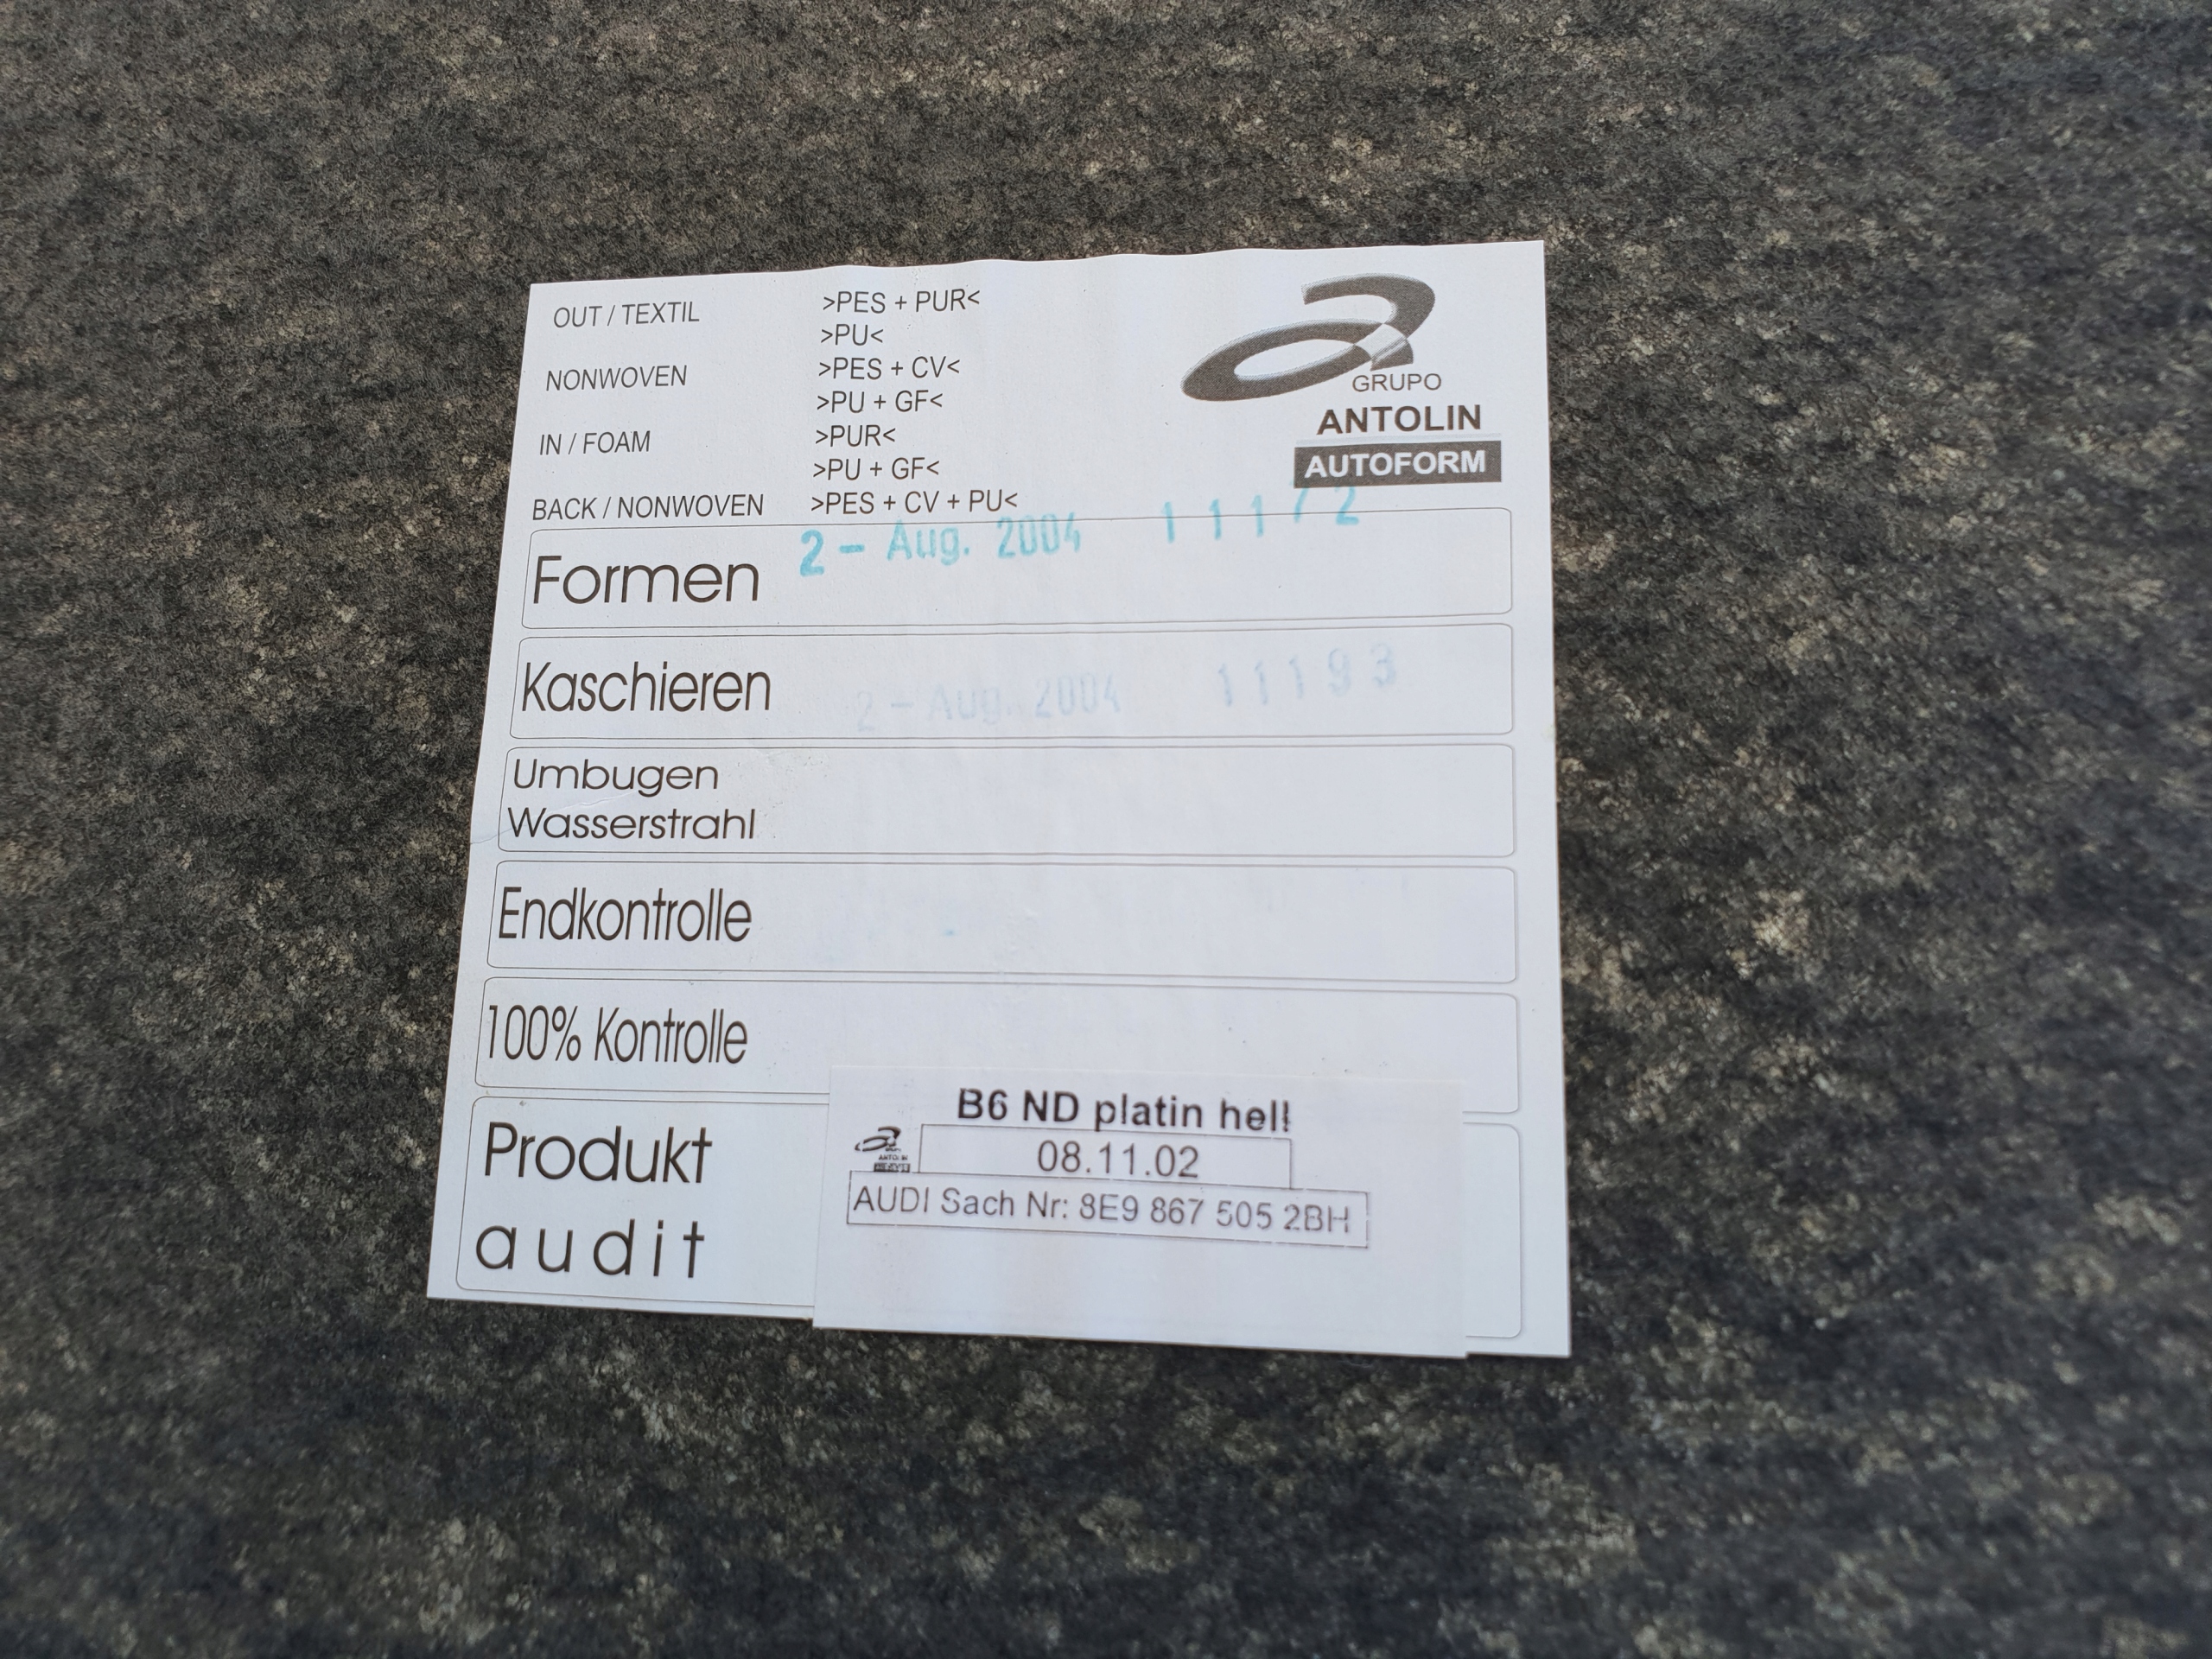 OUT / TEXTIL >PES + PUR<
>PU<
NONWOVEN >PES + CV<
>PU + GF<
IN / FOAM >PUR<
>PU + GF<
BACK / NONWOVEN >PES + CV + PU<
GRUPO
ANTOLIN
AUTOFORM
Formen 2 - Aug. 2004
Kaschieren 2 - Aug. 2004 11193
Umbugen
Wasserstrahl
Endkontrolle
100% Kontrolle
Produkt
audit
B6 ND platin hell
08.11.02
AUDI Sach Nr: 8E9 867 505 2BH